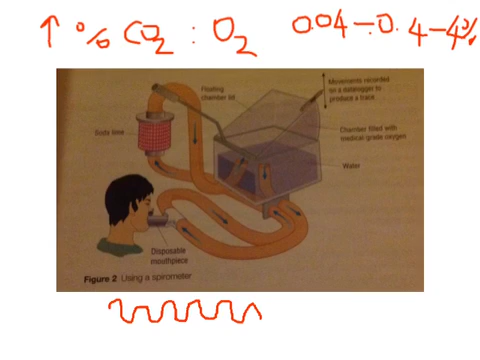 ↑ % CO₂ : O₂ 0.04 - 0.4 - 4%
Floating
chamber lid
Movements recorded
on a datalogger to
produce a trace
Soda lime
Chamber filled with
medical-grade oxygen
Water
Disposable
mouthpiece
Figure 2 Using a spirometer